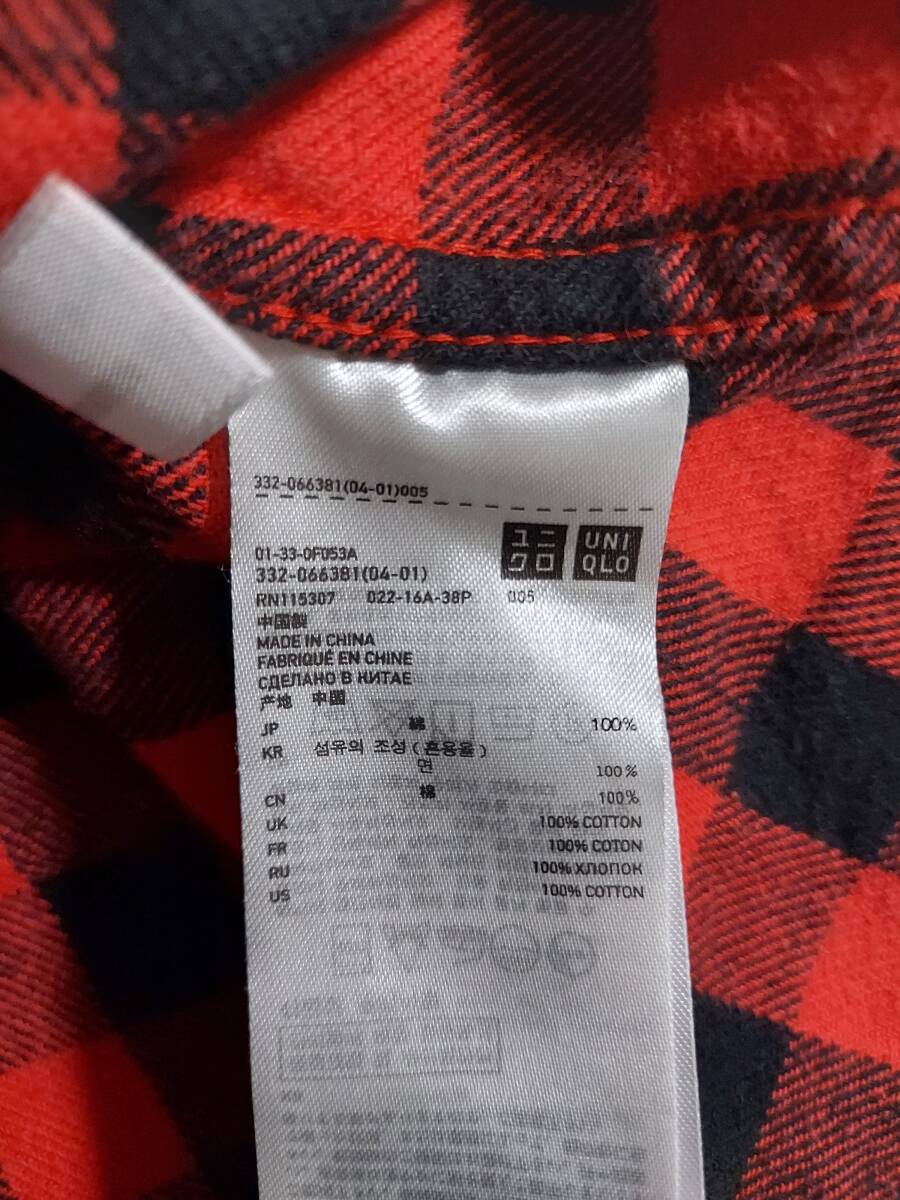 332-066381(04-01)005
ユニクロ
UNIQLO
01-33-0F053A
332-066381(04-01)
RN115307 022-16A-38P 005
中国製
MADE IN CHINA
FABRIQUÉ EN CHINE
СДЕЛАНО В КИТАЕ
产地 中国
JP 綿 100%
KR 섬유의 조성(혼용율)
면 100%
CN 棉 100%
UK 100% COTTON
FR 100% COTON
RU 100% ХЛОПОК
US 100% COTTON